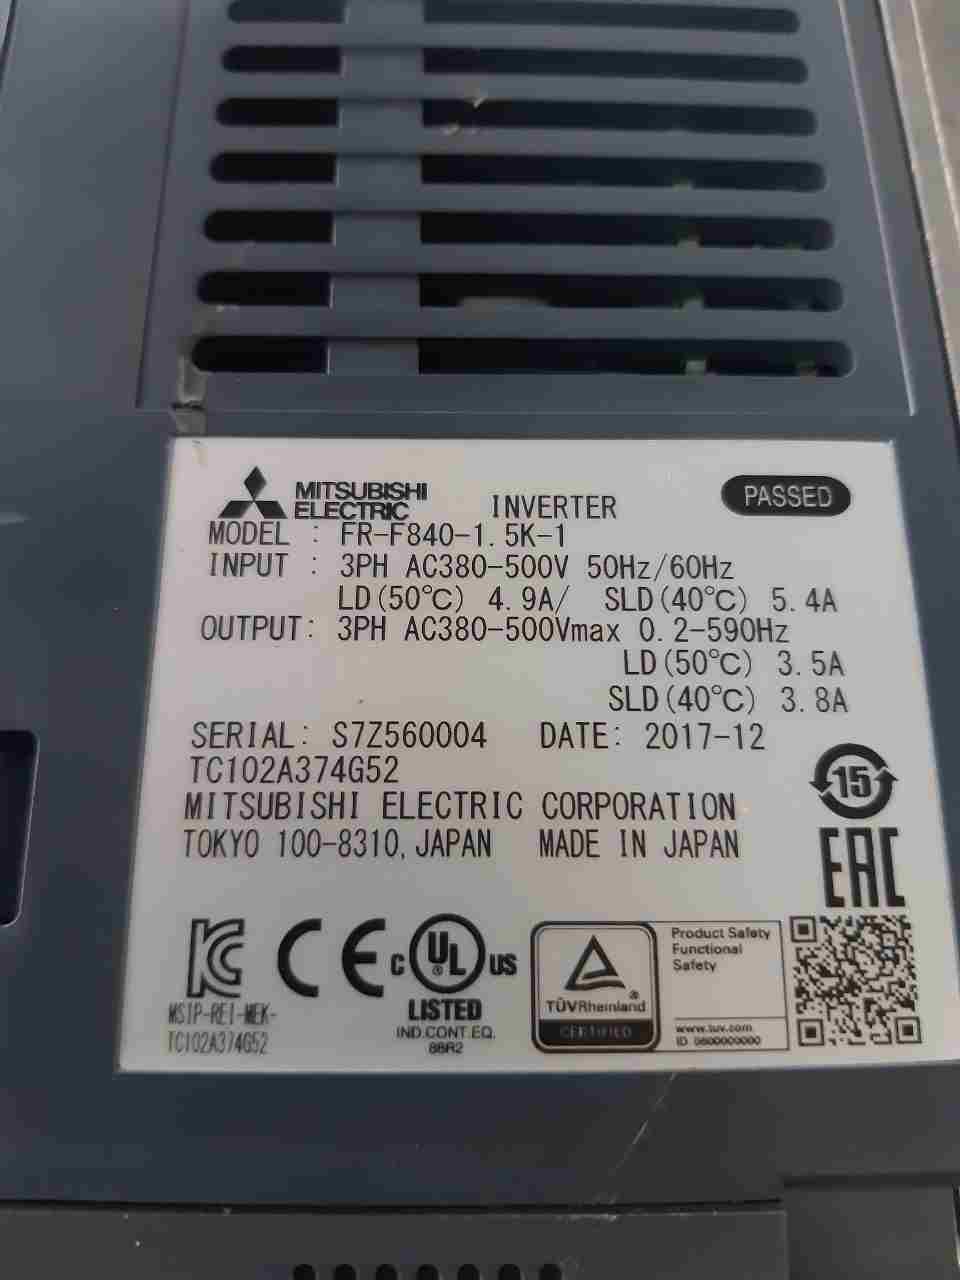 MITSUBISHI
ELECTRIC INVERTER PASSED
MODEL : FR-F840-1.5K-1
INPUT : 3PH AC380-500V 50Hz/60Hz
LD(50℃) 4.9A/ SLD(40℃) 5.4A
OUTPUT: 3PH AC380-500Vmax 0.2-590Hz
LD(50℃) 3.5A
SLD(40℃) 3.8A
SERIAL: S7Z560004 DATE: 2017-12
TC102A374G52
MITSUBISHI ELECTRIC CORPORATION
TOKYO 100-8310, JAPAN MADE IN JAPAN
15
EAC
KC
MSIP-REI-MEK-
TC102A374G52
CE
C UL US
LISTED
IND.CONT.EQ.
88R2
TÜVRheinland
CERTIFIED
Product Safety
Functional
Safety
www.tuv.com
ID 0600000000